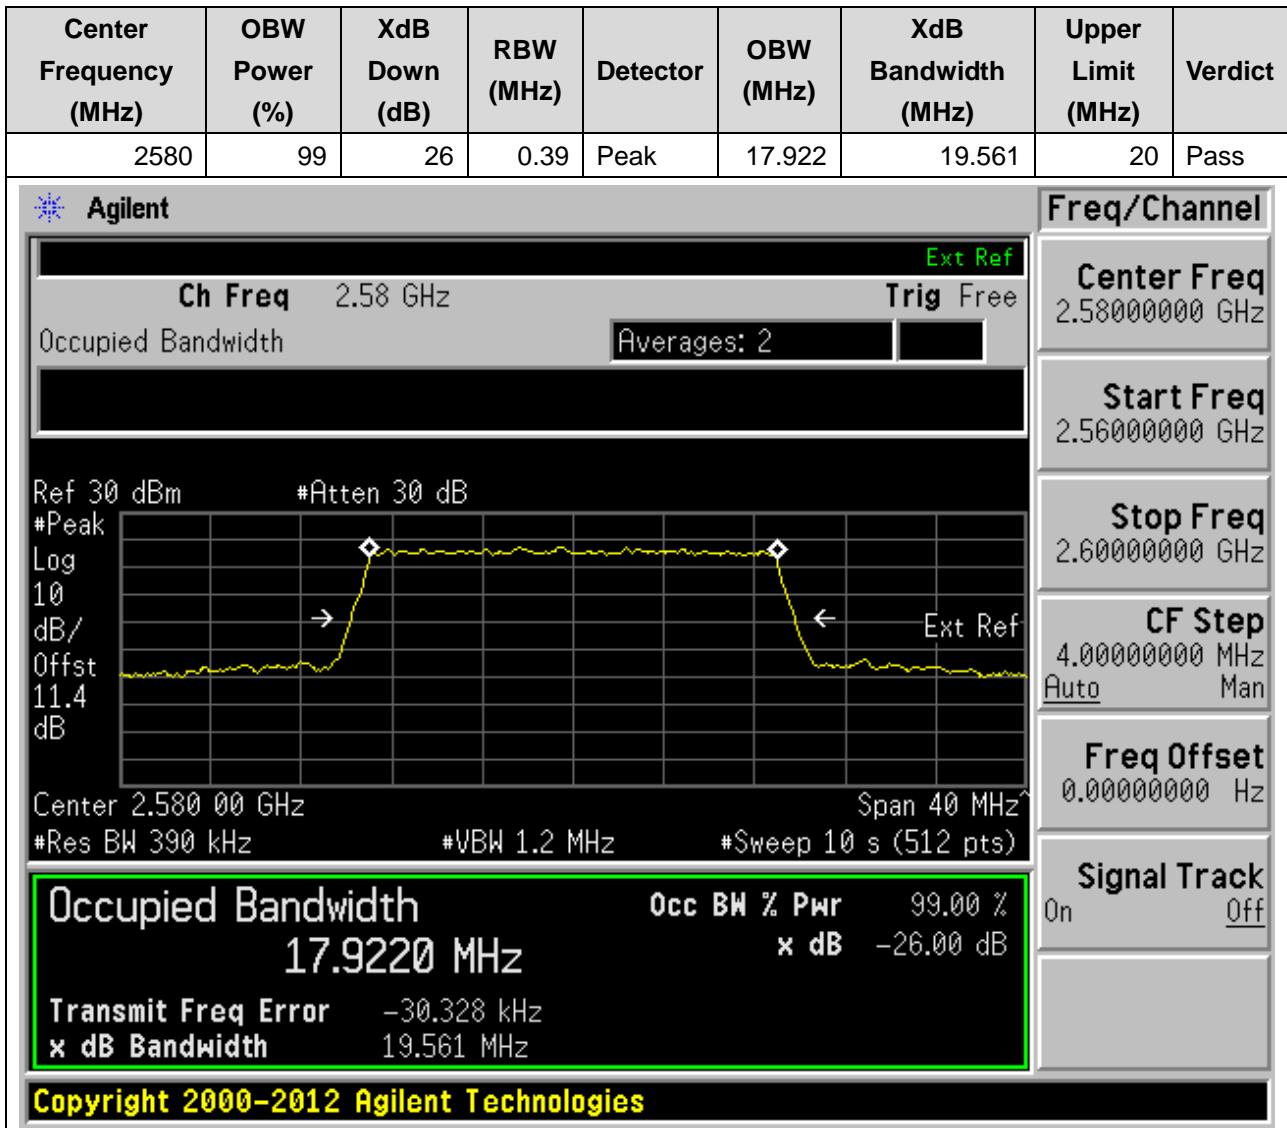 Center Frequency (MHz) OBW Power (%) XdB Down (dB) RBW (MHz) Detector OBW (MHz) XdB Bandwidth (MHz) Upper Limit (MHz) Verdict
2580 99 26 0.39 Peak 17.922 19.561 20 Pass
Agilent
Freq/Channel
Ext Ref
Ch Freq 2.58 GHz Trig Free
Occupied Bandwidth Averages: 2
Center Freq
2.58000000 GHz
Start Freq
2.56000000 GHz
Stop Freq
2.60000000 GHz
CF Step
4.00000000 MHz
Auto Man
Freq Offset
0.00000000 Hz
Signal Track
On Off
Ref 30 dBm #Atten 30 dB
#Peak
Log
10
dB/
Offst
11.4
dB
Ext Ref
Center 2.580 00 GHz Span 40 MHz^
#Res BW 390 kHz #VBW 1.2 MHz #Sweep 10 s (512 pts)
Occupied Bandwidth
17.9220 MHz
Occ BW % Pwr 99.00 %
x dB -26.00 dB
Transmit Freq Error -30.328 kHz
x dB Bandwidth 19.561 MHz
Copyright 2000-2012 Agilent Technologies